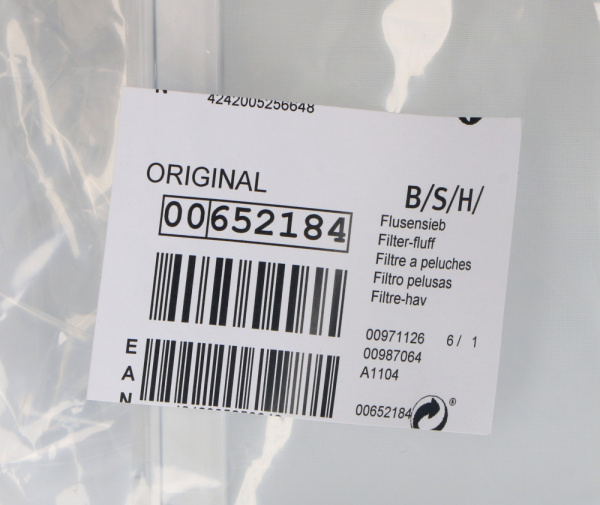 4242005256648
ORIGINAL
00652184
B/S/H/
Flusensieb
Filter-fluff
Filtre a peluches
Filtro pelusas
Filtre-hav
00971126 6/ 1
00987064
A1104
00652184
EAN